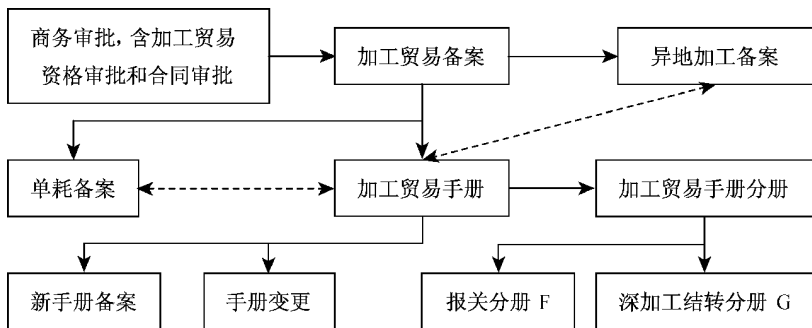 商务审批,含加工贸易
资格审批和合同审批
加工贸易备案
异地加工备案
单耗备案
加工贸易手册
加工贸易手册分册
新手册备案
手册变更
报关分册 F
深加工结转分册 G